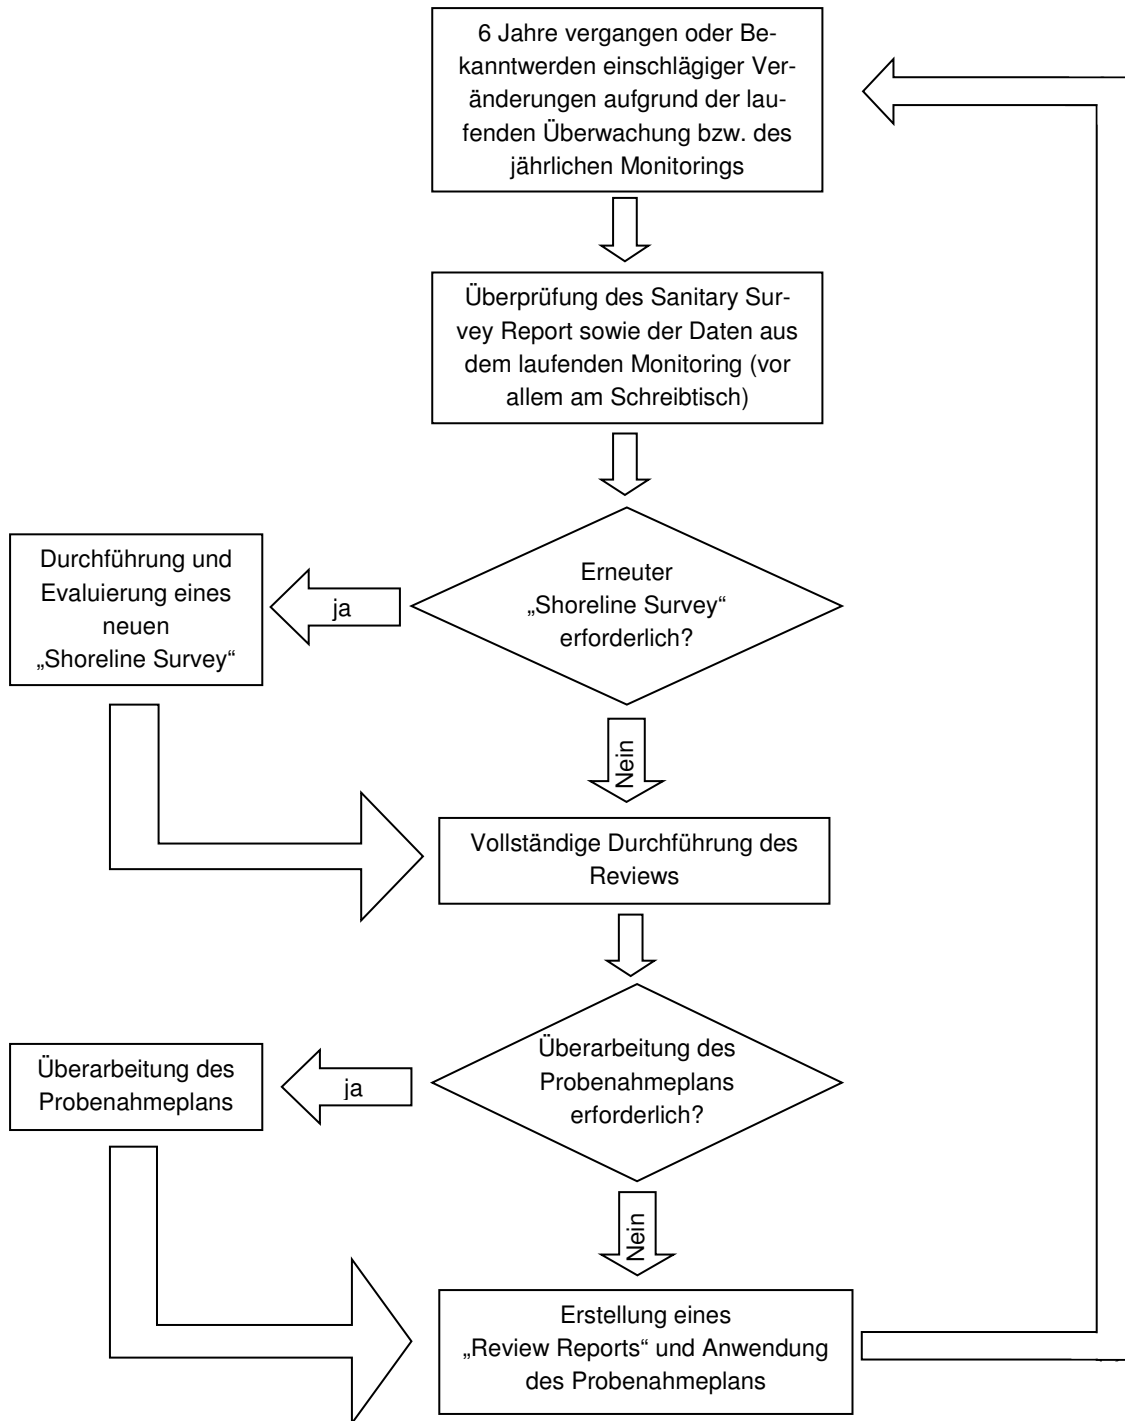 6 Jahre vergangen oder Be-
kanntwerden einschlägiger Ver-
änderungen aufgrund der lau-
fenden Überwachung bzw. des
jährlichen Monitorings
Überprüfung des Sanitary Sur-
vey Report sowie der Daten aus
dem laufenden Monitoring (vor
allem am Schreibtisch)
Erneuter
„Shoreline Survey“
erforderlich?
ja
Durchführung und
Evaluierung eines
neuen
„Shoreline Survey“
Nein
Vollständige Durchführung des
Reviews
Überarbeitung des
Probenahmeplans
erforderlich?
ja
Überarbeitung des
Probenahmeplans
Nein
Erstellung eines
„Review Reports“ und Anwendung
des Probenahmeplans